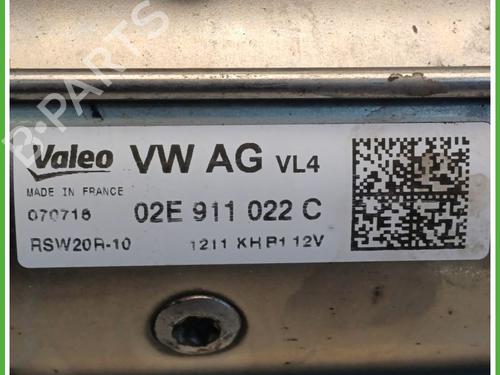 B-PARTS
Valeo VW AG VL4
MADE IN FRANCE
070716 02E 911 022 C
RSW20R-10 1211 KH P1 12V